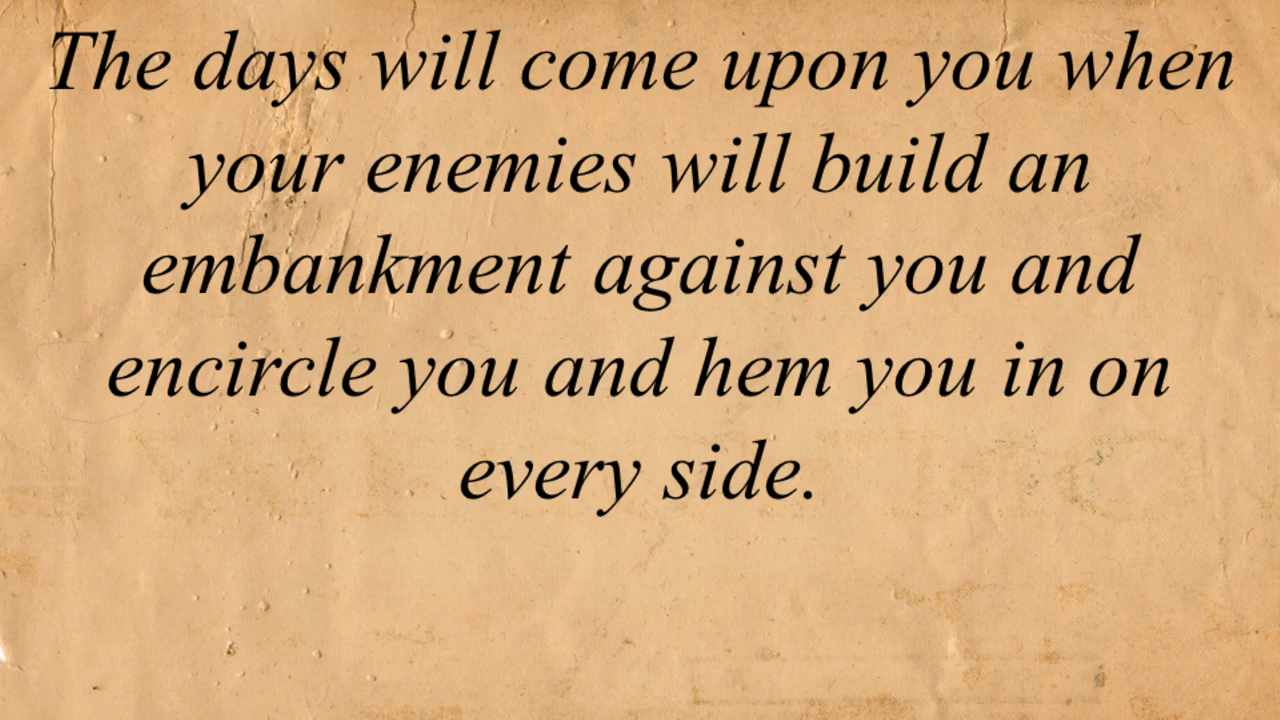 The days will come upon you when
your enemies will build an
embankment against you and
encircle you and hem you in on
every side.